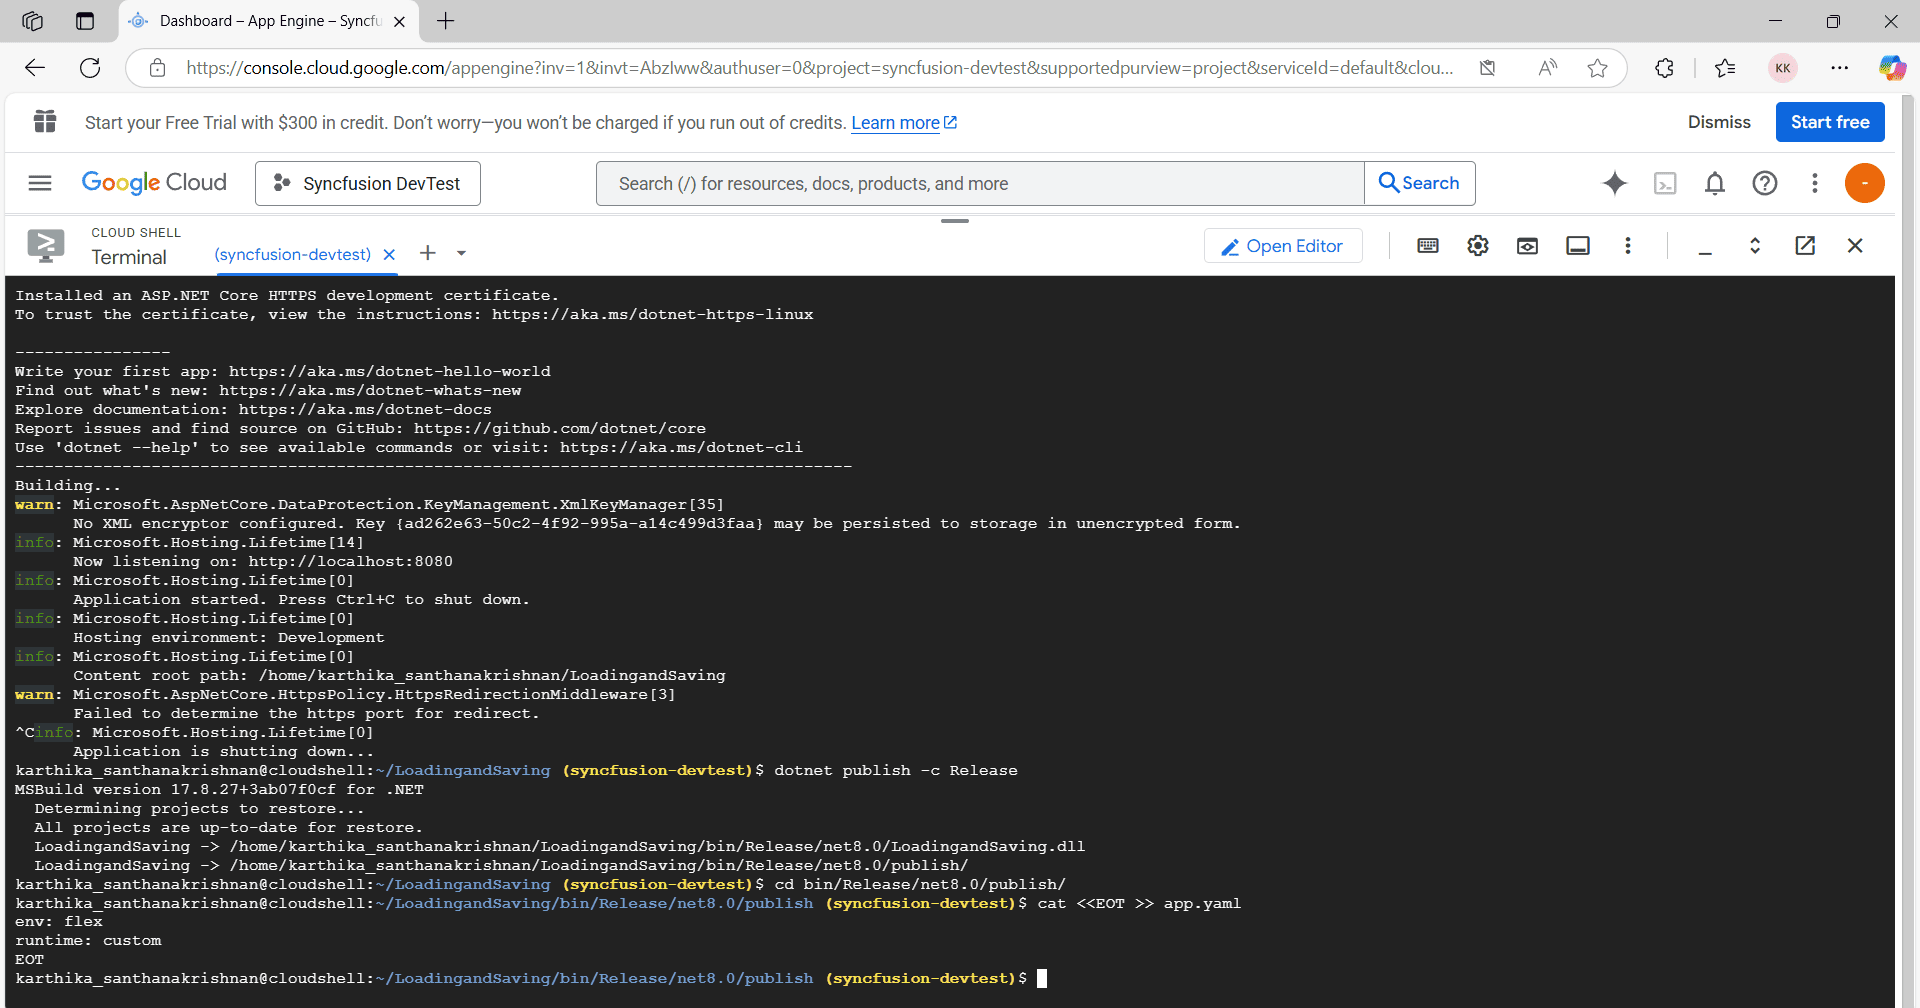 Dashboard – App Engine – Syncfu
https://console.cloud.google.com/appengine?inv=1&invt=AbzIww&authuser=0&project=syncfusion-devtest&supportedpurview=project&serviceId=default&clou...
KK
Start your Free Trial with $300 in credit. Don't worry—you won't be charged if you run out of credits. Learn more
Dismiss
Start free
Google Cloud
Syncfusion DevTest
Search (/) for resources, docs, products, and more
Search
CLOUD SHELL
Terminal
(syncfusion-devtest)
Open Editor
Installed an ASP.NET Core HTTPS development certificate.
To trust the certificate, view the instructions: https://aka.ms/dotnet-https-linux
----------------
Write your first app: https://aka.ms/dotnet-hello-world
Find out what's new: https://aka.ms/dotnet-whats-new
Explore documentation: https://aka.ms/dotnet-docs
Report issues and find source on GitHub: https://github.com/dotnet/core
Use 'dotnet --help' to see available commands or visit: https://aka.ms/dotnet-cli
--------------------------------------------------------------------------------------
Building...
warn: Microsoft.AspNetCore.DataProtection.KeyManagement.XmlKeyManager[35]
No XML encryptor configured. Key {ad262e63-50c2-4f92-995a-a14c499d3faa} may be persisted to storage in unencrypted form.
info: Microsoft.Hosting.Lifetime[14]
Now listening on: http://localhost:8080
info: Microsoft.Hosting.Lifetime[0]
Application started. Press Ctrl+C to shut down.
info: Microsoft.Hosting.Lifetime[0]
Hosting environment: Development
info: Microsoft.Hosting.Lifetime[0]
Content root path: /home/karthika_santhanakrishnan/LoadingandSaving
warn: Microsoft.AspNetCore.HttpsPolicy.HttpsRedirectionMiddleware[3]
Failed to determine the https port for redirect.
^Cinfo: Microsoft.Hosting.Lifetime[0]
Application is shutting down...
karthika_santhanakrishnan@cloudshell:~/LoadingandSaving (syncfusion-devtest)$ dotnet publish -c Release
MSBuild version 17.8.27+3ab07f0cf for .NET
Determining projects to restore...
All projects are up-to-date for restore.
LoadingandSaving -> /home/karthika_santhanakrishnan/LoadingandSaving/bin/Release/net8.0/LoadingandSaving.dll
LoadingandSaving -> /home/karthika_santhanakrishnan/LoadingandSaving/bin/Release/net8.0/publish/
karthika_santhanakrishnan@cloudshell:~/LoadingandSaving (syncfusion-devtest)$ cd bin/Release/net8.0/publish/
karthika_santhanakrishnan@cloudshell:~/LoadingandSaving/bin/Release/net8.0/publish (syncfusion-devtest)$ cat <<EOT >> app.yaml
env: flex
runtime: custom
EOT
karthika_santhanakrishnan@cloudshell:~/LoadingandSaving/bin/Release/net8.0/publish (syncfusion-devtest)$